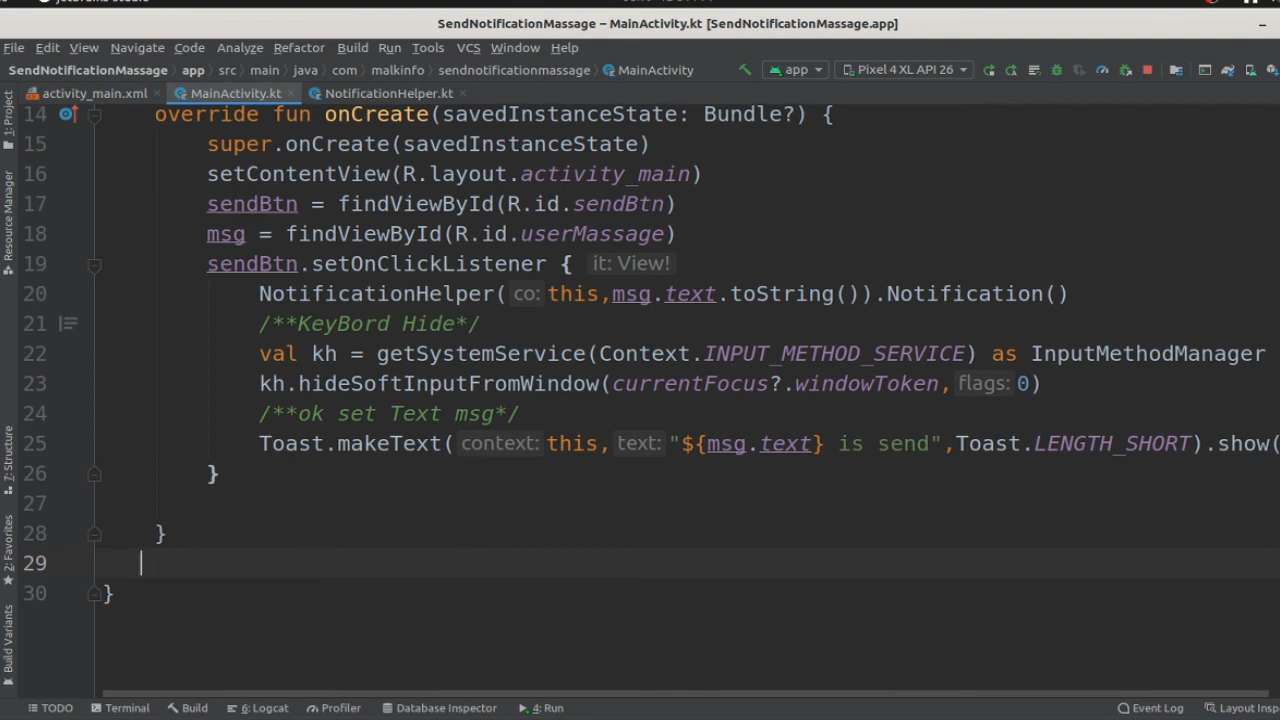 SendNotificationMassage – MainActivity.kt [SendNotificationMassage.app]
File Edit View Navigate Code Analyze Refactor Build Run Tools VCS Window Help
SendNotificationMassage app src main java com malkinfo sendnotificationmassage MainActivity app Pixel 4 XL API 26
activity_main.xml MainActivity.kt NotificationHelper.kt
1: Project
Resource Manager
7: Structure
2: Favorites
Build Variants
14 override fun onCreate(savedInstanceState: Bundle?) {
15 super.onCreate(savedInstanceState)
16 setContentView(R.layout.activity_main)
17 sendBtn = findViewById(R.id.sendBtn)
18 msg = findViewById(R.id.userMassage)
19 sendBtn.setOnClickListener { it: View!
20 NotificationHelper( co: this,msg.text.toString()).Notification()
21 /**KeyBord Hide*/
22 val kh = getSystemService(Context.INPUT_METHOD_SERVICE) as InputMethodManager
23 kh.hideSoftInputFromWindow(currentFocus?.windowToken, flags: 0)
24 /**ok set Text msg*/
25 Toast.makeText( context: this, text: "${msg.text} is send",Toast.LENGTH_SHORT).show(
26 }
27
28 }
29
30 }
TODO Terminal Build 6: Logcat Profiler Database Inspector 4: Run Event Log Layout Insp